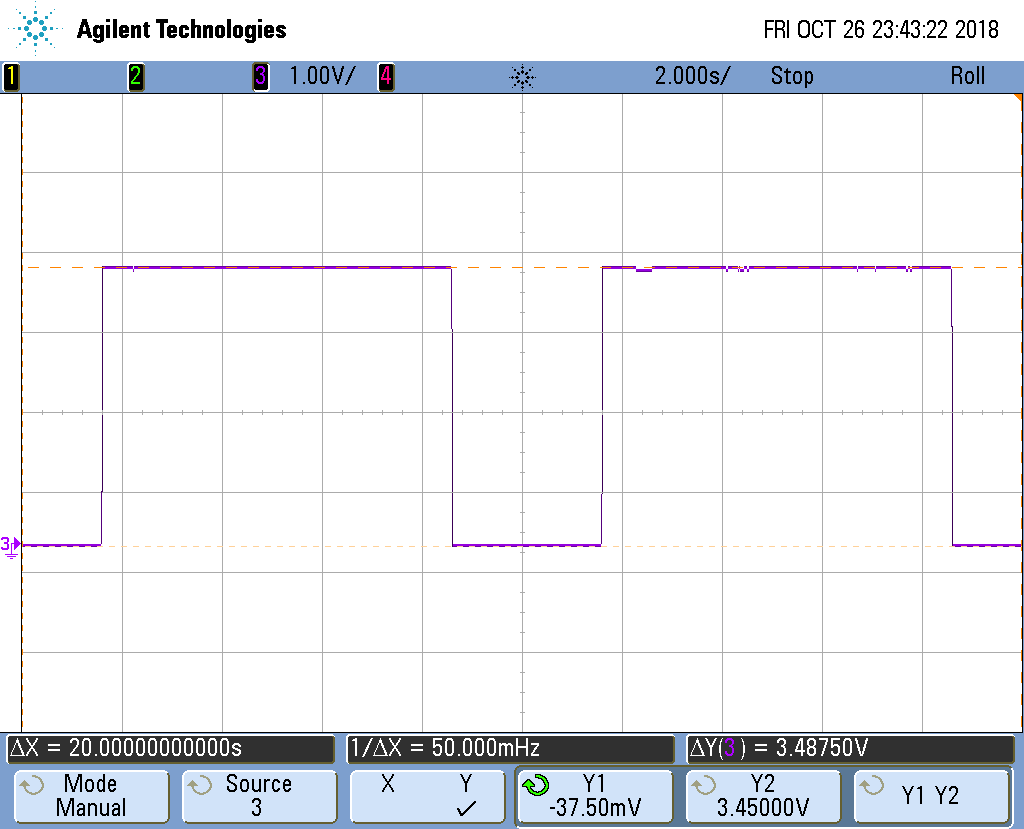 Agilent Technologies FRI OCT 26 23:43:22 2018
1 2 3 1.00V/ 4 2.000s/ Stop Roll
3
ΔX = 20.00000000000s 1/ΔX = 50.000mHz ΔY(3) = 3.48750V
Mode Source X Y Y1 Y2 Y1 Y2
Manual 3 ✓ -37.50mV 3.45000V